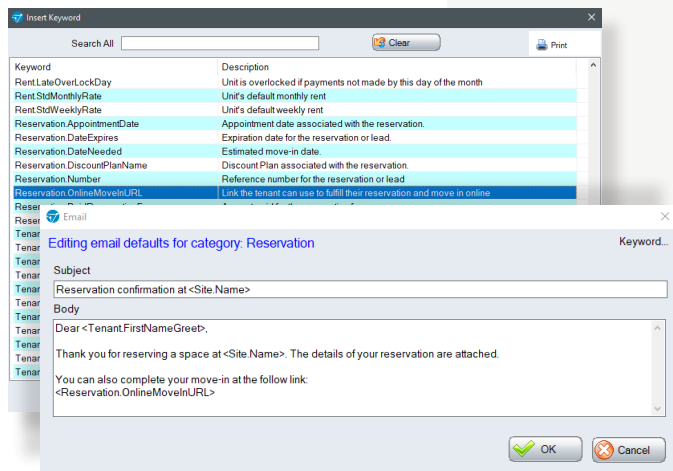 Insert Keyword
Search All
Clear
Print
Keyword Description
Rent.LateOverLockDay Unit is overlocked if payments not made by this day of the month
Rent.StdMonthlyRate Unit's default monthly rent
Rent.StdWeeklyRate Unit's default weekly rent
Reservation.AppointmentDate Appointment date associated with the reservation.
Reservation.DateExpires Expiration date for the reservation or lead.
Reservation.DateNeeded Estimated move-in date.
Reservation.DiscountPlanName Discount Plan associated with the reservation.
Reservation.Number Reference number for the reservation or lead
Reservation.OnlineMoveInURL Link the tenant can use to fulfill their reservation and move in online
Email
Editing email defaults for category: Reservation
Keyword...
Subject
Reservation confirmation at <Site.Name>
Body
Dear <Tenant.FirstNameGreet>,
Thank you for reserving a space at <Site.Name>. The details of your reservation are attached.
You can also complete your move-in at the follow link:
<Reservation.OnlineMoveInURL>
OK
Cancel